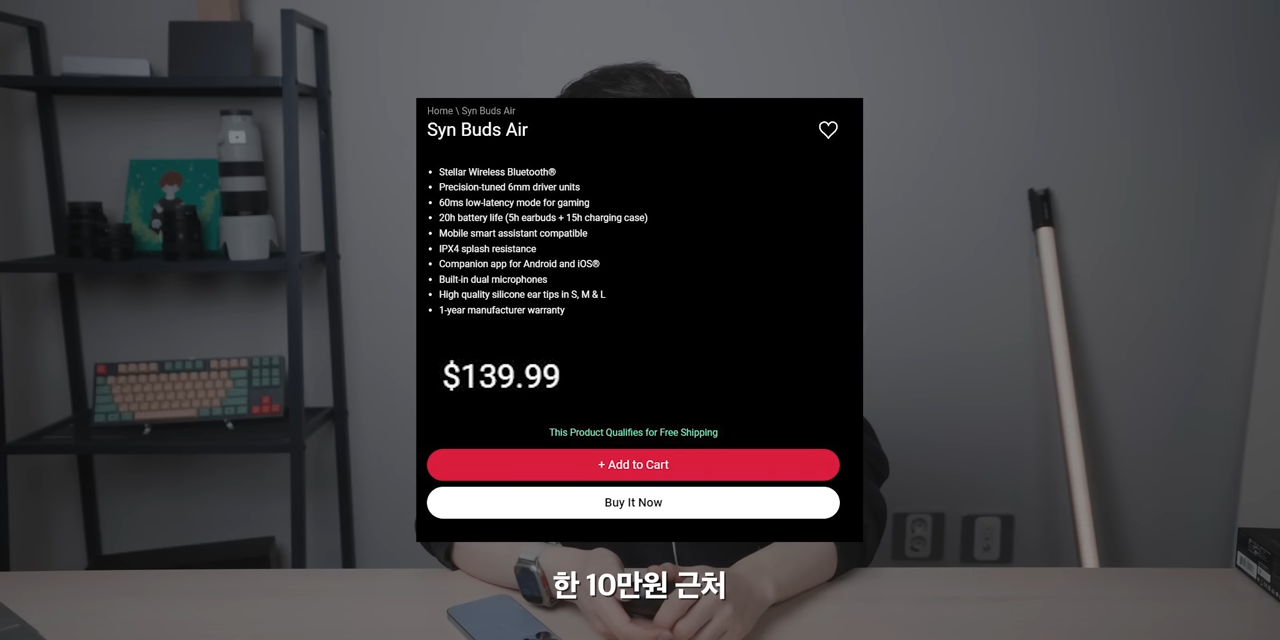 Home \ Syn Buds Air
Syn Buds Air
• Stellar Wireless Bluetooth®
• Precision-tuned 6mm driver units
• 60ms low-latency mode for gaming
• 20h battery life (5h earbuds + 15h charging case)
• Mobile smart assistant compatible
• IPX4 splash resistance
• Companion app for Android and iOS®
• Built-in dual microphones
• High quality silicone ear tips in S, M & L
• 1-year manufacturer warranty
$139.99
This Product Qualifies for Free Shipping
+ Add to Cart
Buy It Now
한 10만원 근처